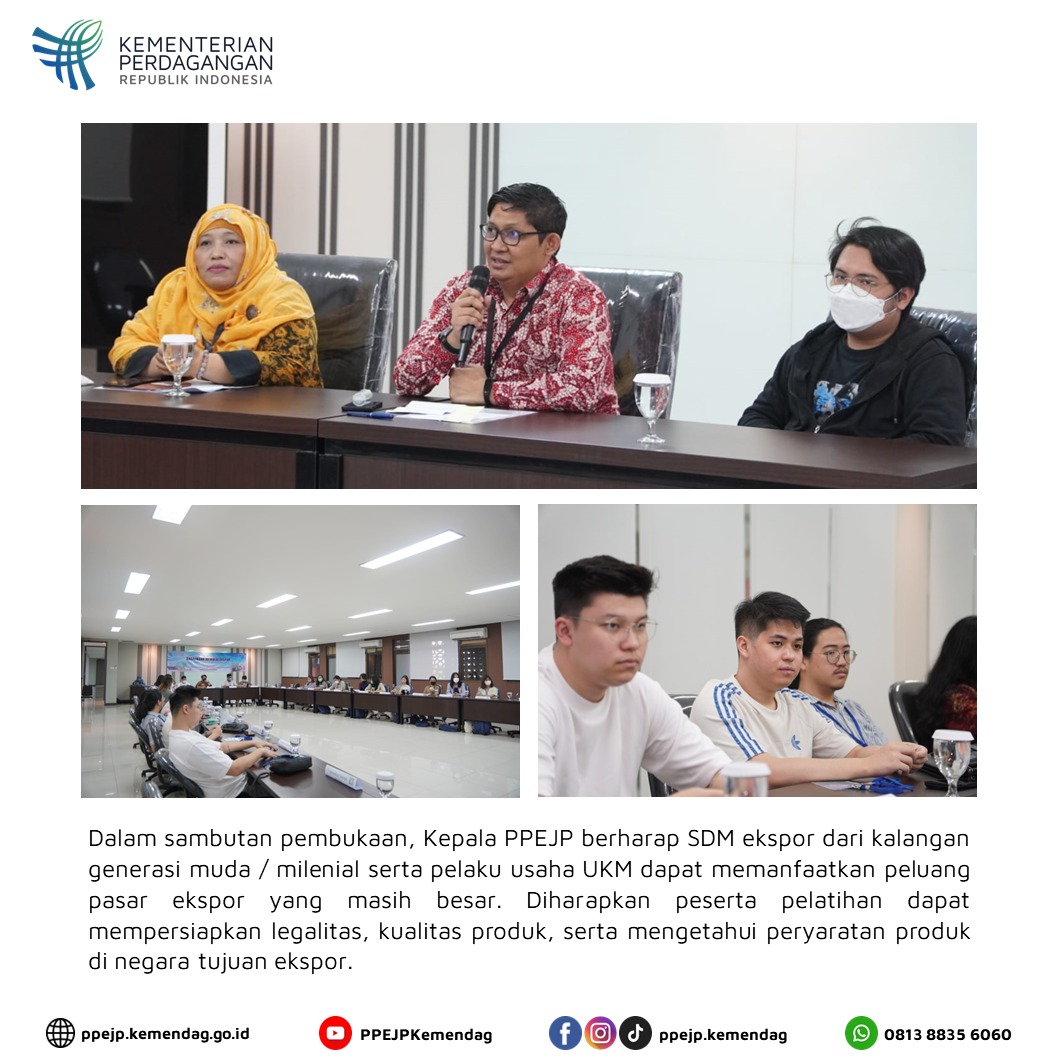 KEMENTERIAN
PERDAGANGAN
REPUBLIK INDONESIA
Dalam sambutan pembukaan, Kepala PPEJP berharap SDM ekspor dari kalangan
generasi muda / milenial serta pelaku usaha UKM dapat memanfaatkan peluang
pasar ekspor yang masih besar. Diharapkan peserta pelatihan dapat
mempersiapkan legalitas, kualitas produk, serta mengetahui peryaratan produk
di negara tujuan ekspor.
ppejp.kemendag.go.id
PPEJPKemendag
ppejp.kemendag
0813 8835 6060